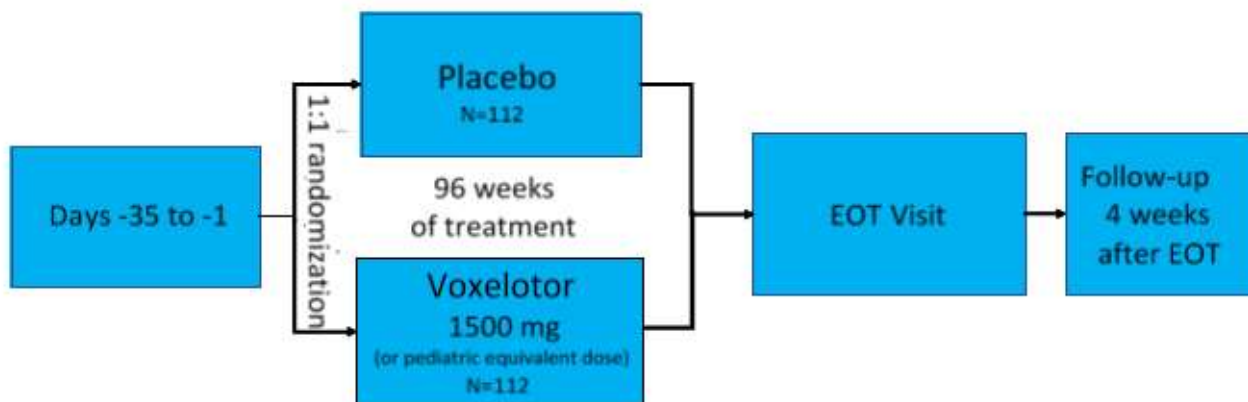 Days -35 to -1
1:1 randomization
Placebo
N=112
96 weeks
of treatment
Voxelotor
1500 mg
(or pediatric equivalent dose)
N=112
EOT Visit
Follow-up
4 weeks
after EOT